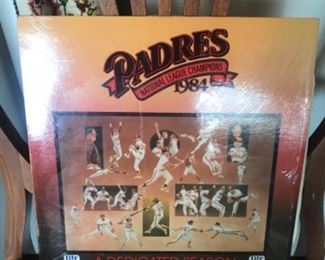 PADRES
NATIONAL LEAGUE CHAMPIONS
1984
A DEDICATED SEASON